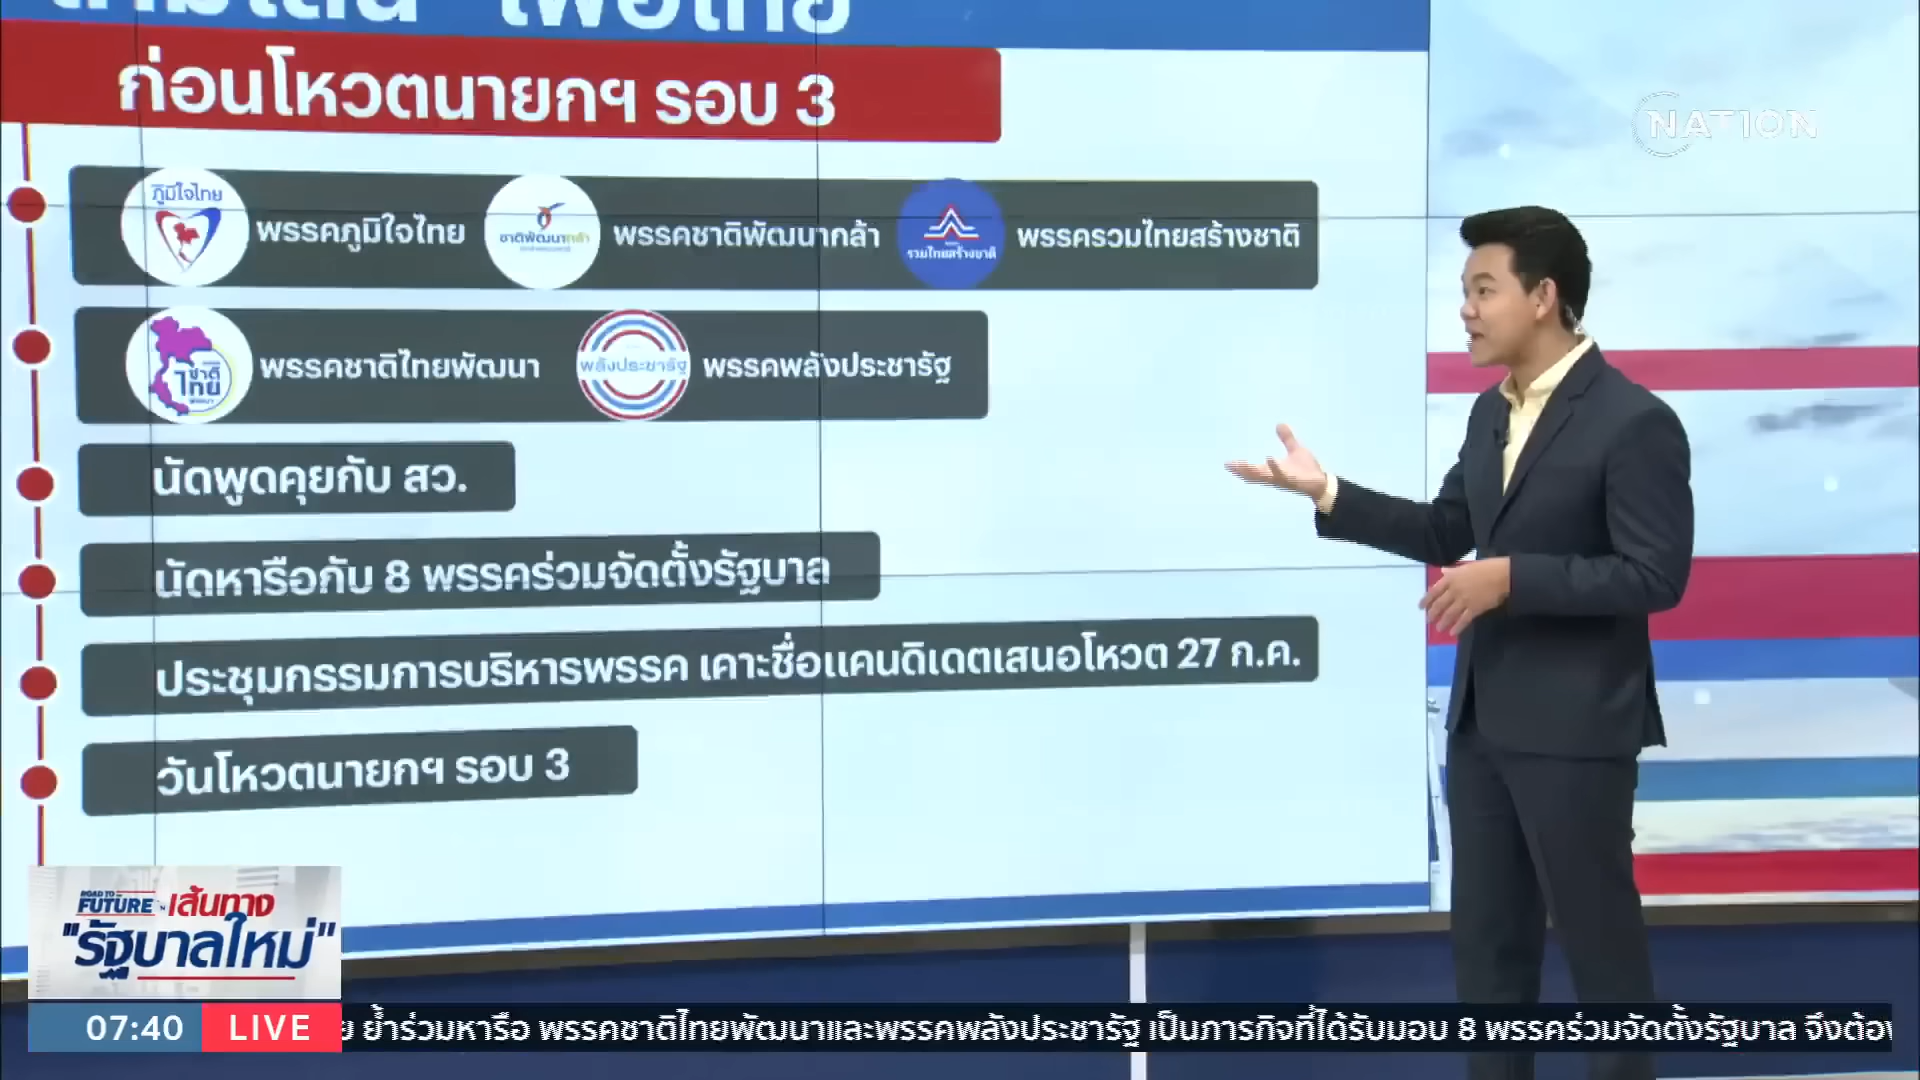 "เพื่อไทย"
ก่อนโหวตนายกฯ รอบ 3
NATION
ภูมิใจไทย
พรรคภูมิใจไทย
ชาติพัฒนากล้า
พรรคชาติพัฒนากล้า
รวมไทยสร้างชาติ
พรรครวมไทยสร้างชาติ
ชาติ
ไทย
พัฒนา
พรรคชาติไทยพัฒนา
พลังประชารัฐ
พรรคพลังประชารัฐ
นัดพูดคุยกับ สว.
นัดหารือกับ 8 พรรคร่วมจัดตั้งรัฐบาล
ประชุมกรรมการบริหารพรรค เคาะชื่อแคนดิเดตเสนอโหวต 27 ก.ค.
วันโหวตนายกฯ รอบ 3
ROAD TO
FUTURE เส้นทาง
"รัฐบาลใหม่"
07:40 LIVE ย้ำร่วมหารือ พรรคชาติไทยพัฒนาและพรรคพลังประชารัฐ เป็นภารกิจที่ได้รับมอบ 8 พรรคร่วมจัดตั้งรัฐบาล จึงต้อง